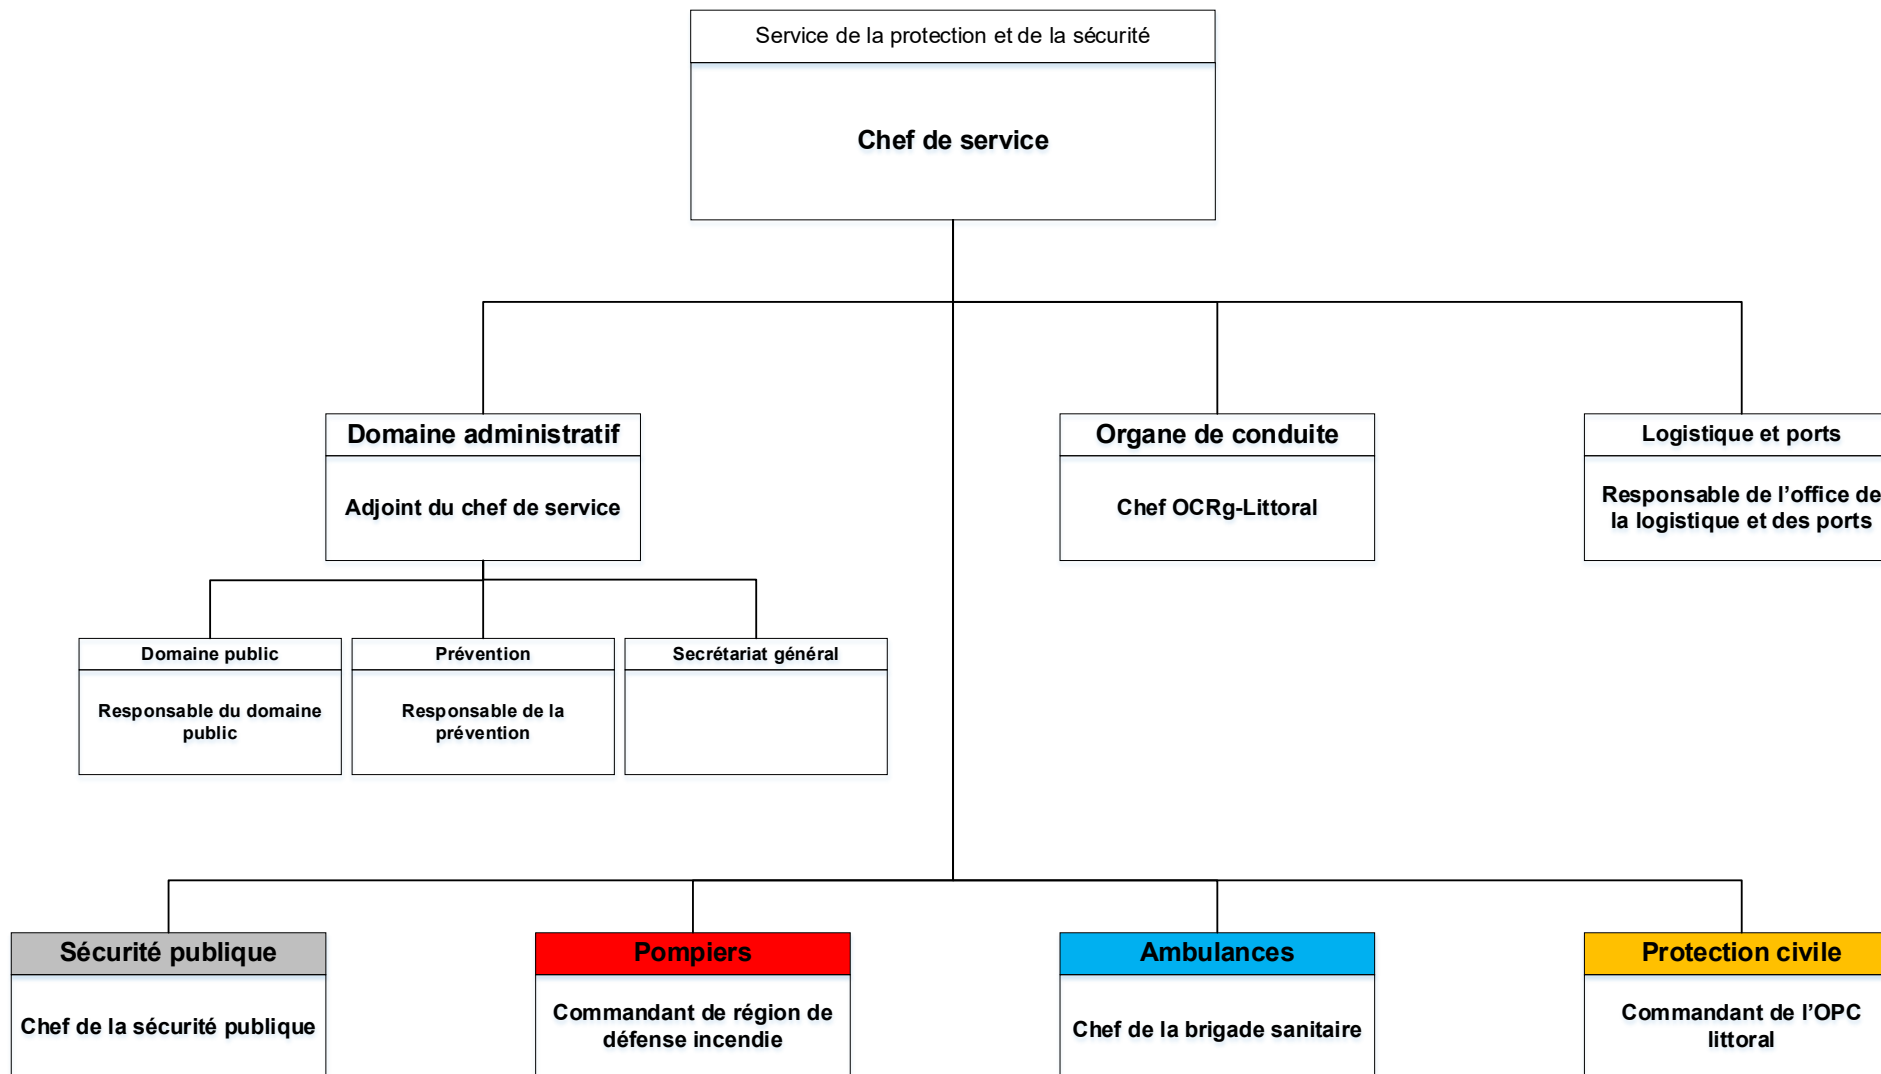 Service de la protection et de la sécurité
Chef de service
Domaine administratif
Adjoint du chef de service
Organe de conduite
Chef OCRg-Littoral
Logistique et ports
Responsable de l’office de
la logistique et des ports
Domaine public
Responsable du domaine
public
Prévention
Responsable de la
prévention
Secrétariat général
Sécurité publique
Chef de la sécurité publique
Pompiers
Commandant de région de
défense incendie
Ambulances
Chef de la brigade sanitaire
Protection civile
Commandant de l’OPC
littoral